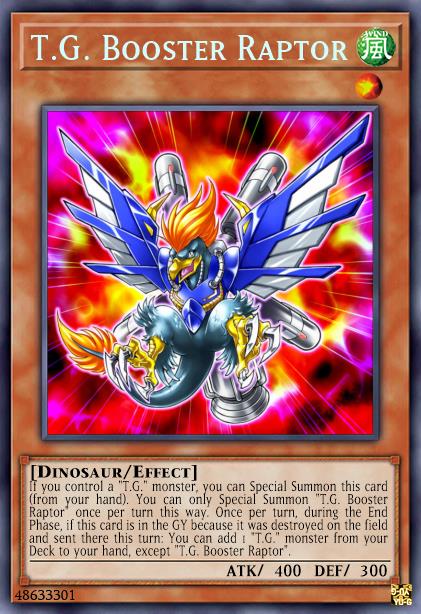 T.G. Booster Raptor
WIND
風
[Dinosaur/Effect]
If you control a "T.G." monster, you can Special Summon this card
(from your hand). You can only Special Summon "T.G. Booster
Raptor" once per turn this way. Once per turn, during the End
Phase, if this card is in the GY because it was destroyed on the field
and sent there this turn: You can add 1 "T.G." monster from your
Deck to your hand, except "T.G. Booster Raptor".
ATK/ 400 DEF/ 300
48633301